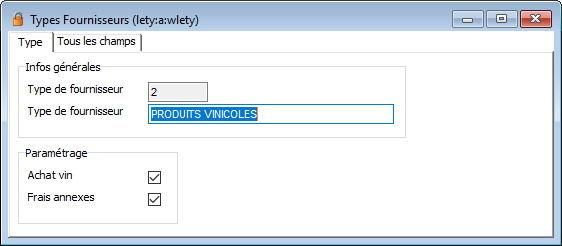 Types Fournisseurs (lety:a:wlety)
Type Tous les champs
Infos générales
Type de fournisseur 2
Type de fournisseur PRODUITS VINICOLES
Paramétrage
Achat vin
Frais annexes